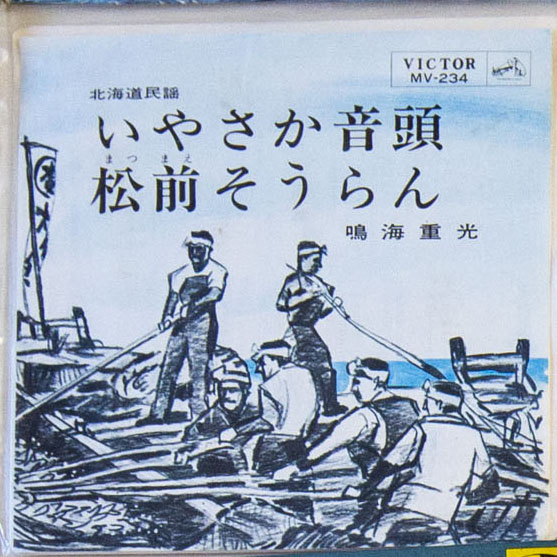 VICTOR
MV-234
北海道民謡
いやさか音頭
まつまえ
松前そうらん
鳴海重光